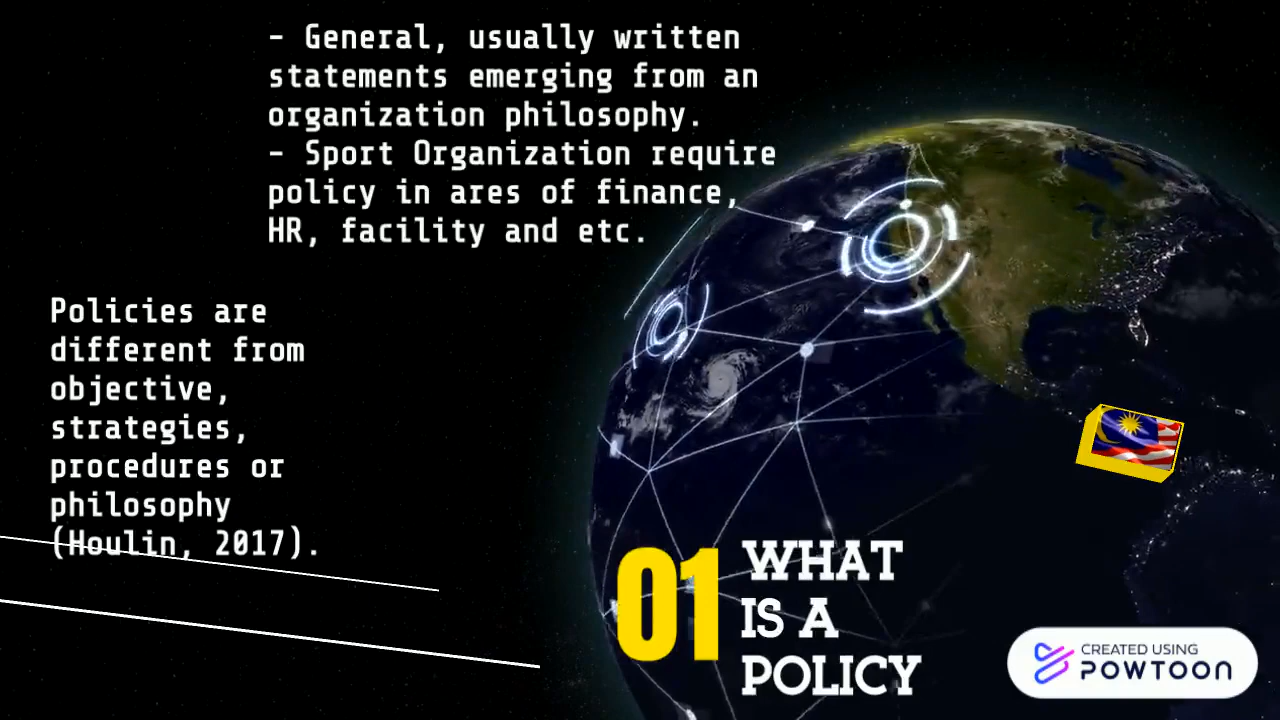 - General, usually written
statements emerging from an
organization philosophy.
- Sport Organization require
policy in ares of finance,
HR, facility and etc.
Policies are
different from
objective,
strategies,
procedures or
philosophy
(Houlin, 2017).
01
WHAT
IS A
POLICY
CREATED USING
POWTOON